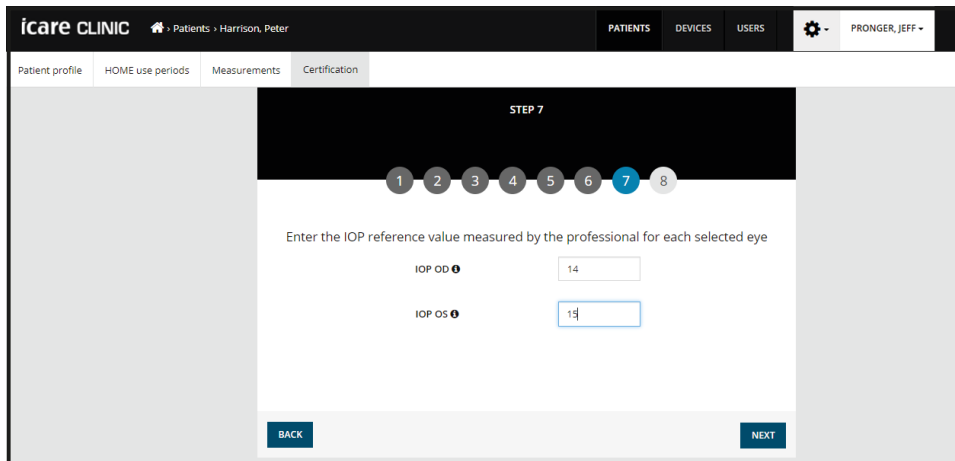 icare CLINIC › Patients › Harrison, Peter PATIENTS DEVICES USERS PRONGER, JEFF
Patient profile HOME use periods Measurements Certification
STEP 7
1 2 3 4 5 6 7 8
Enter the IOP reference value measured by the professional for each selected eye
IOP OD 14
IOP OS 15
BACK NEXT